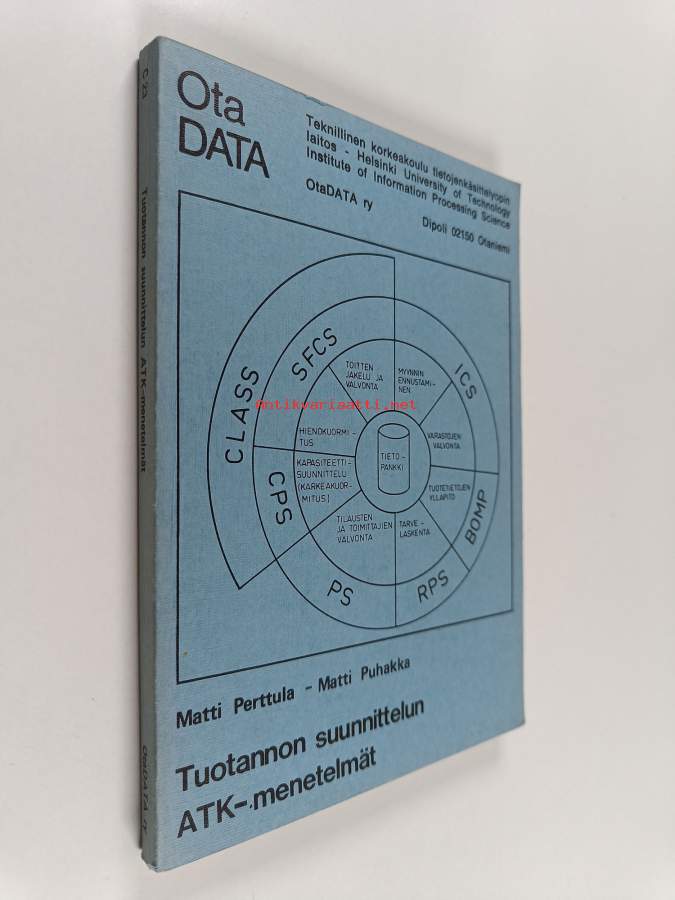 Ota
DATA
Teknillinen korkeakoulu tietojenkäsittelyopin
laitos - Helsinki University of Technology
Institute of Information Processing Science
OtaDATA ry
Dipoli 02150 Otaniemi
CLASS
SFCS
ICS
CPS
BOMP
PS
RPS
TÖITTEN
JAKELU JA
VALVONTA
MYYNNIN
ENNUSTAMI-
NEN
HIENOKUORMI-
TUS
VARASTOJEN
VALVONTA
KAPASITEETTI-
SUUNNITTELU
(KARKEAKUOR-
MITUS)
TIETO-
PANKKI
TUOTETIETOJEN
YLLÄPITO
TILAUSTEN
JA TOIMITTAJIEN
VALVONTA
TARVE-
LASKENTA
antikvariaatti.net
Matti Perttula - Matti Puhakka
Tuotannon suunnittelun
ATK-menetelmät
C 23
Tuotannon suunnittelun ATK-menetelmät
OtaDATA ry